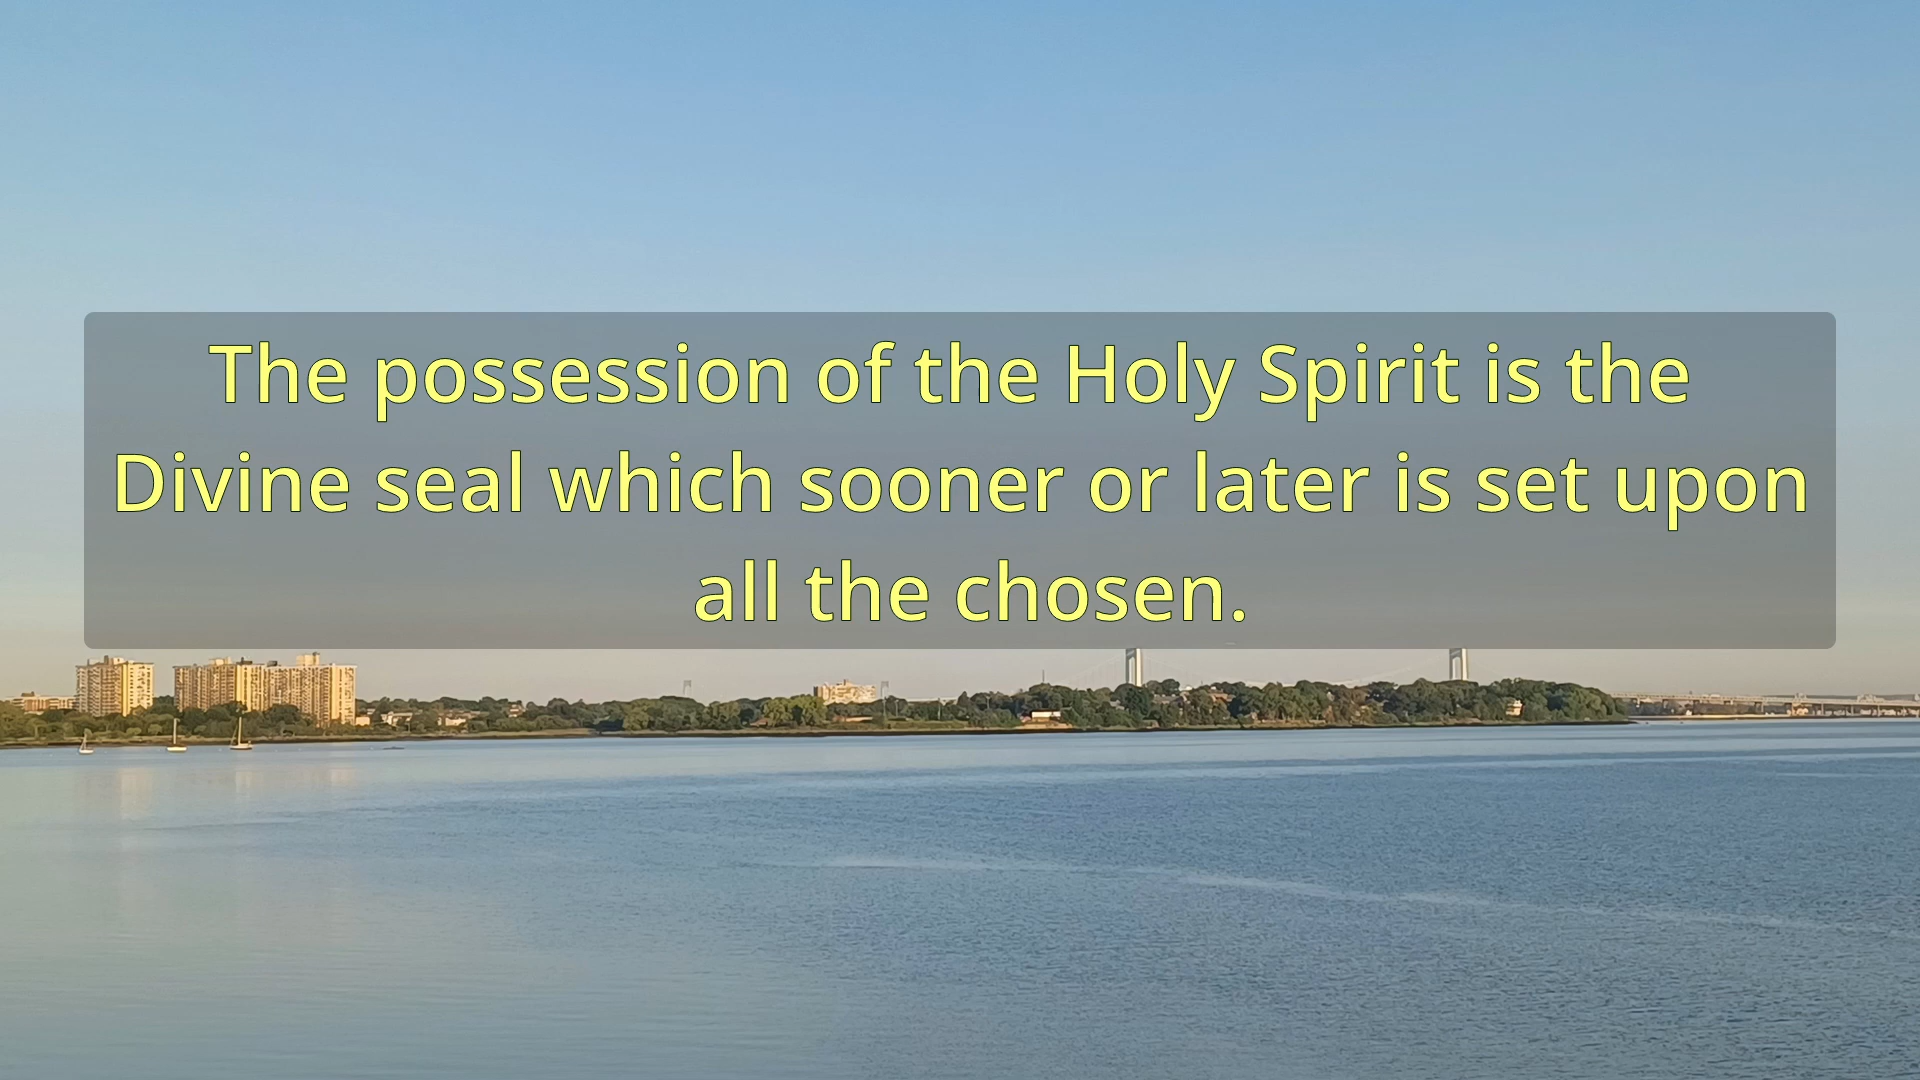 The possession of the Holy Spirit is the
Divine seal which sooner or later is set upon
all the chosen.